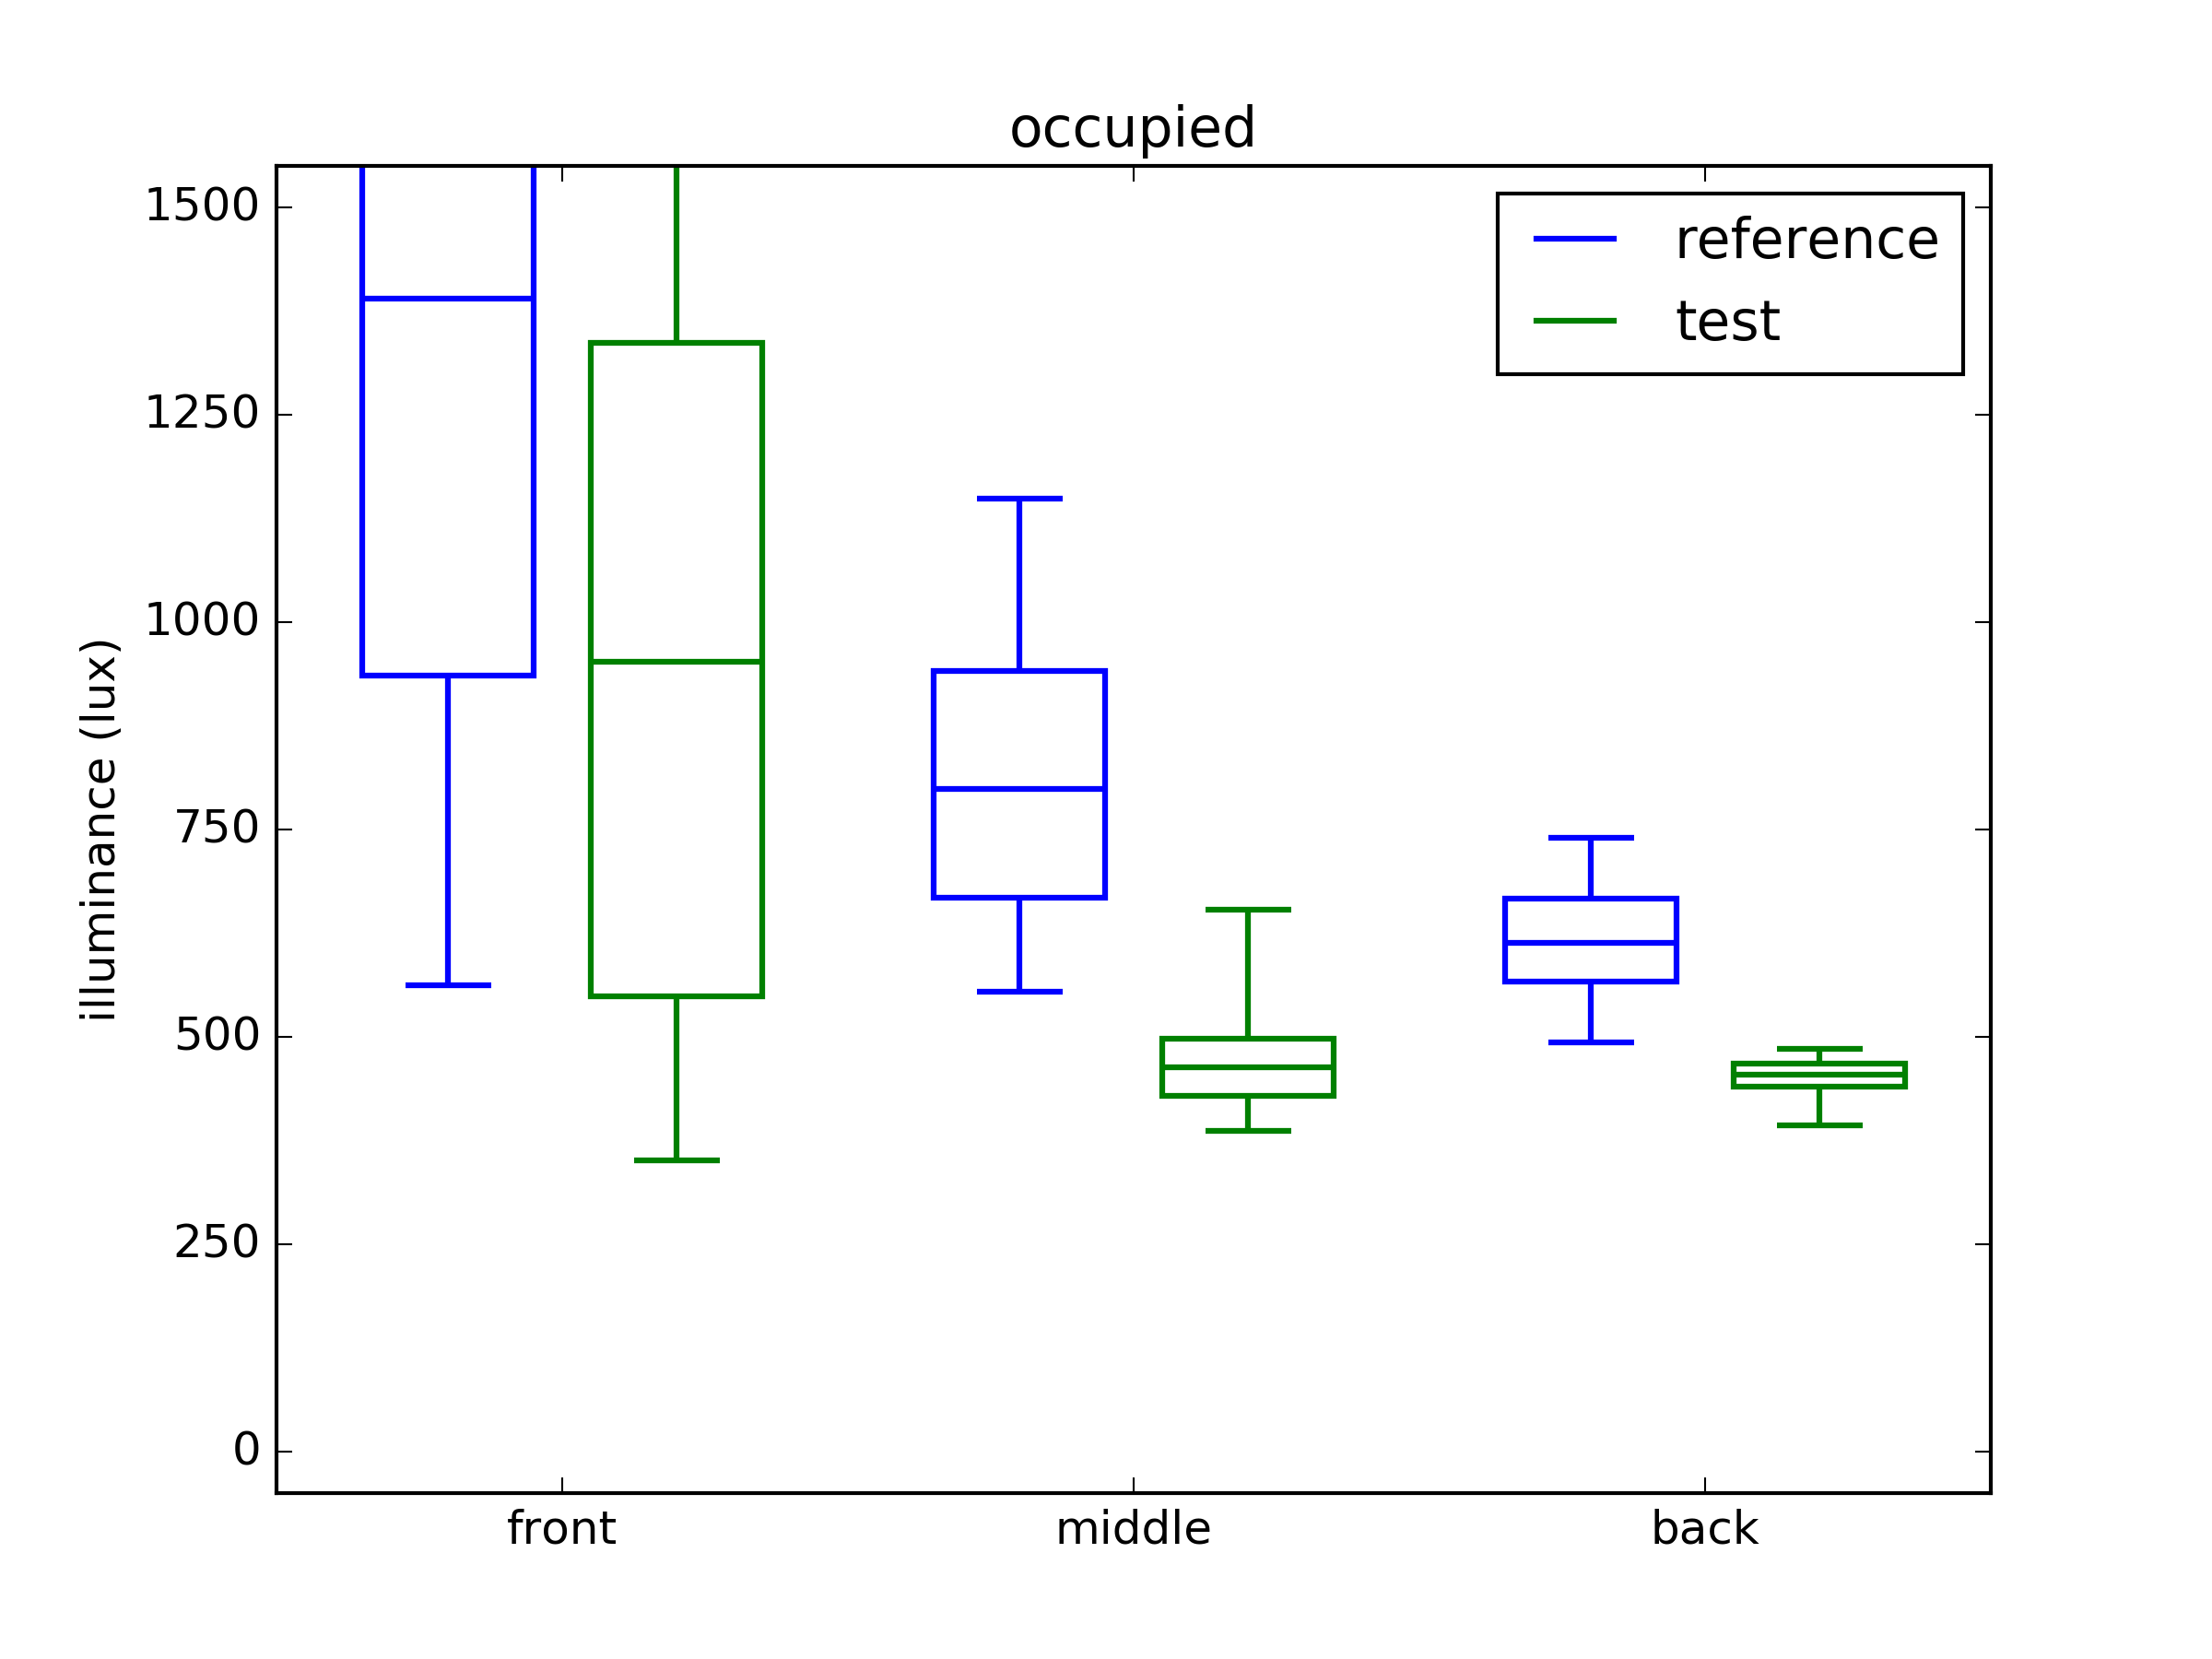 occupied
reference
test
illuminance (lux)
1500
1250
1000
750
500
250
0
front middle back